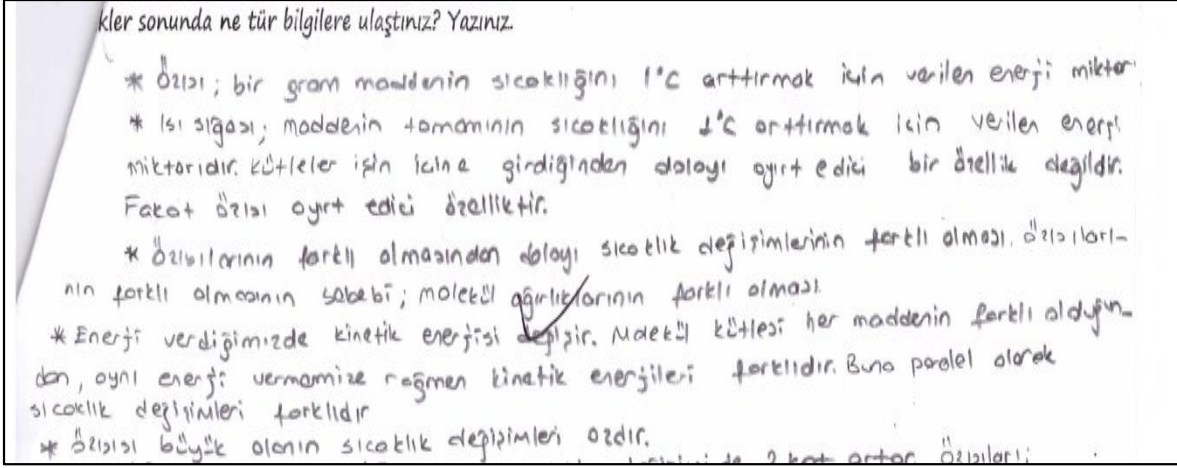 kler sonunda ne tür bilgilere ulaştınız? Yazınız.
* Özısı; bir gram maddenin sıcaklığını 1°C arttırmak için verilen enerji miktar
* Isı sığası; maddenin tamamının sıcaklığını 1°C arttırmak için verilen enerji
miktarıdır. Kütleler işin içine girdiğinden dolayı ayırt edici bir özellik değildir.
Fakat özısı ayırt edici özelliktir.
* Özısılarının farklı olmasından dolayı sıcaklık değişimlerinin farklı olması. Özısıları-
nın farklı olmasının sebebi; molekül ağırlıklarının farklı olması.
* Enerji verdiğimizde kinetik enerjisi değişir. Molekül kütlesi her maddenin farklı olduğun-
dan, aynı enerji vermemize rağmen kinetik enerjileri farklıdır. Buna paralel olarak
sıcaklık değişimleri farklıdır
* Özısısı büyük olanın sıcaklık değişimleri azdır.
2 kat artar. Özısıları;